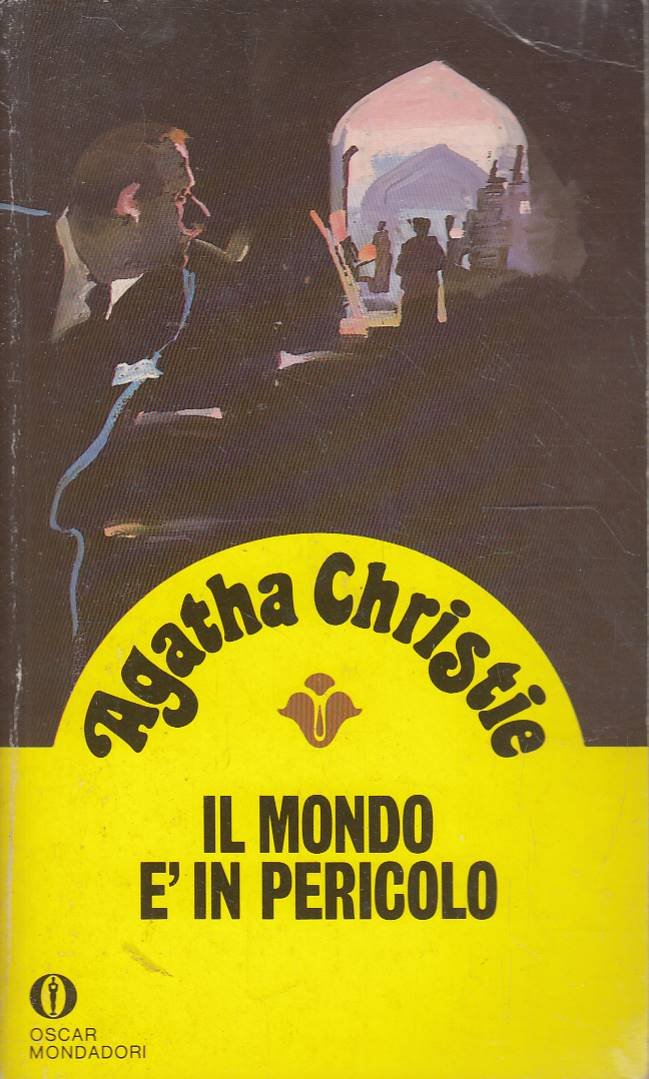 Agatha Christie
IL MONDO
E' IN PERICOLO
OSCAR
MONDADORI